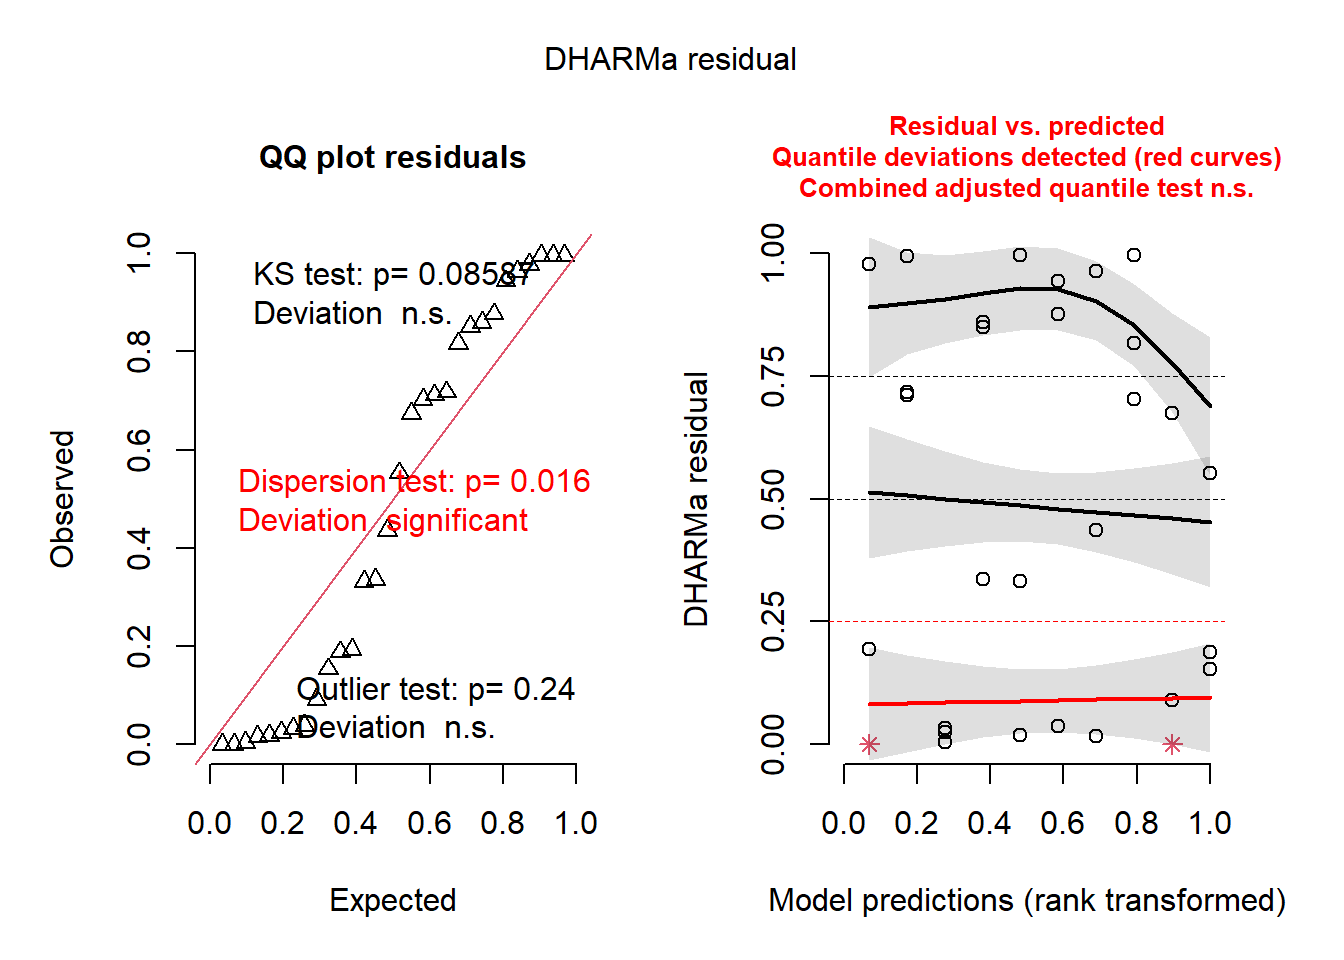 DHARMa residual
QQ plot residuals
KS test: p= 0.08587
Deviation  n.s.
Dispersion test: p= 0.016
Deviation  significant
Outlier test: p= 0.24
Deviation  n.s.
Observed
0.0 0.2 0.4 0.6 0.8 1.0
0.0 0.2 0.4 0.6 0.8 1.0
Expected
Residual vs. predicted
Quantile deviations detected (red curves)
Combined adjusted quantile test n.s.
DHARMa residual
0.00 0.25 0.50 0.75 1.00
0.0 0.2 0.4 0.6 0.8 1.0
Model predictions (rank transformed)